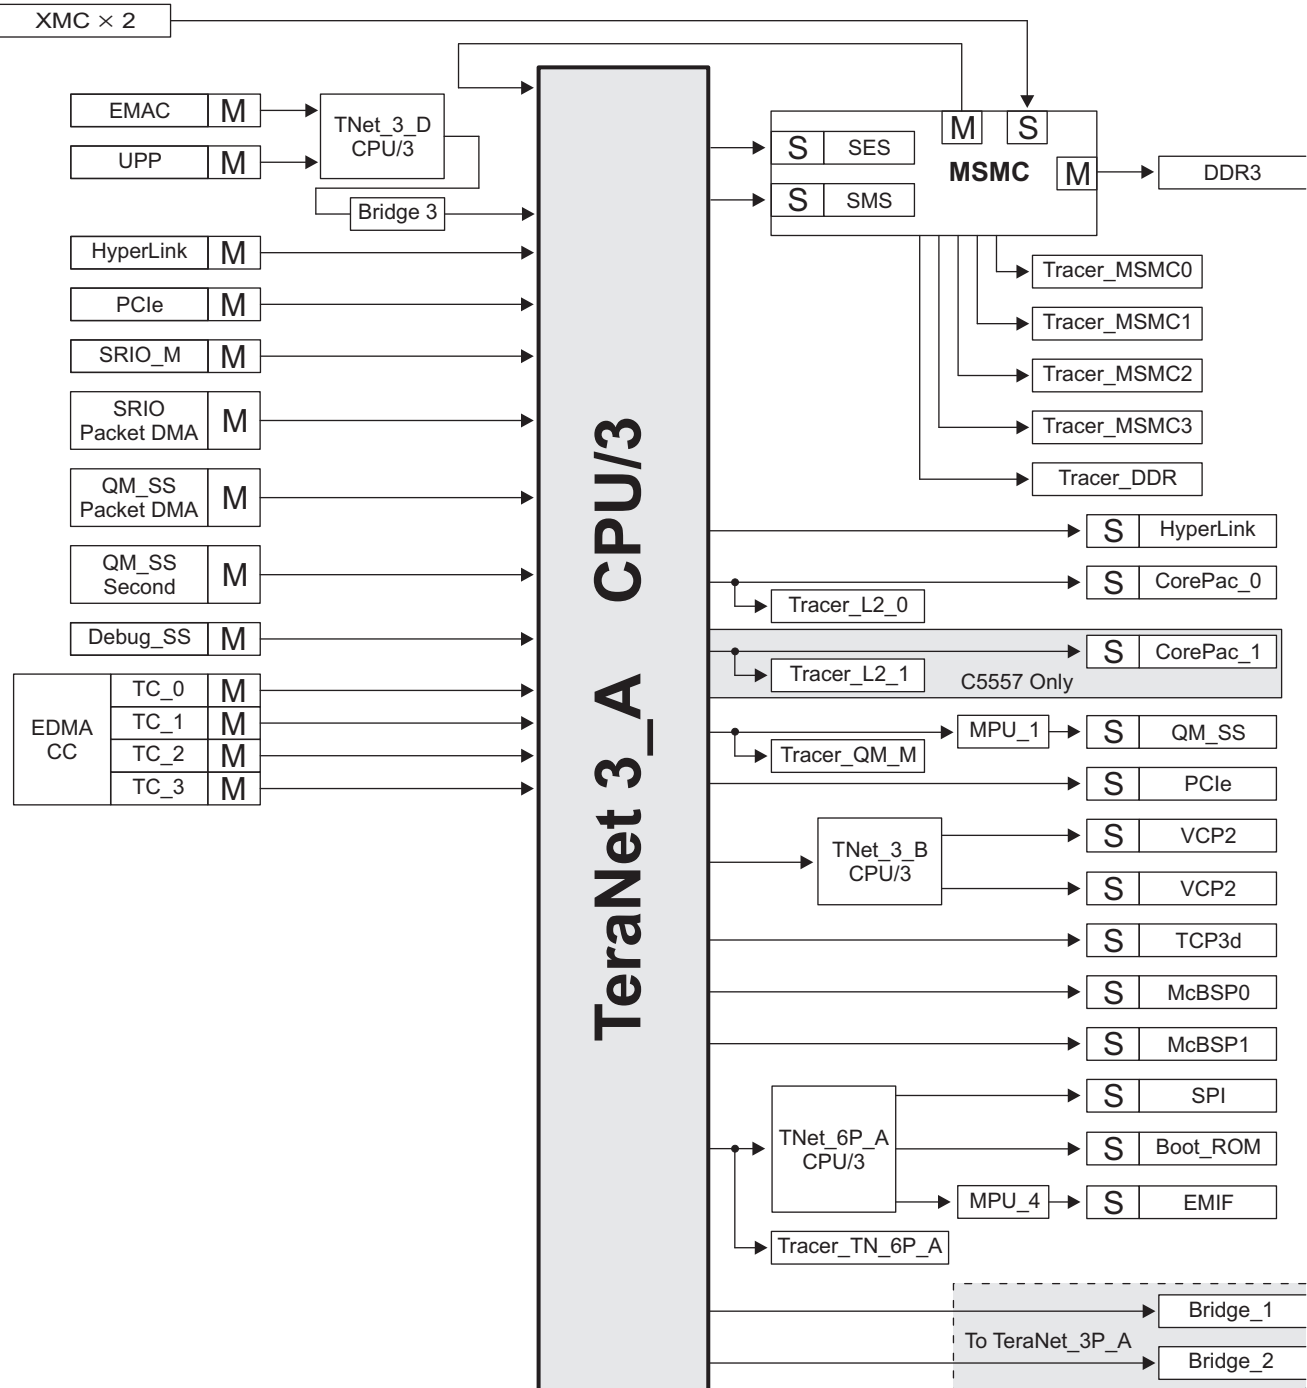 XMC × 2
EMAC M
UPP M
TNet_3_D
CPU/3
Bridge 3
HyperLink M
PCIe M
SRIO_M M
SRIO
Packet DMA
M
QM_SS
Packet DMA
M
QM_SS
Second
M
Debug_SS M
EDMA
CC
TC_0 M
TC_1 M
TC_2 M
TC_3 M
TeraNet 3_A CPU/3
M S
S SES
MSMC
M
DDR3
S SMS
Tracer_MSMC0
Tracer_MSMC1
Tracer_MSMC2
Tracer_MSMC3
Tracer_DDR
S HyperLink
S CorePac_0
Tracer_L2_0
S CorePac_1
Tracer_L2_1
C5557 Only
MPU_1
S QM_SS
Tracer_QM_M
S PCIe
TNet_3_B
CPU/3
S VCP2
S VCP2
S TCP3d
S McBSP0
S McBSP1
TNet_6P_A
CPU/3
S SPI
S Boot_ROM
MPU_4
S EMIF
Tracer_TN_6P_A
Bridge_1
To TeraNet_3P_A
Bridge_2